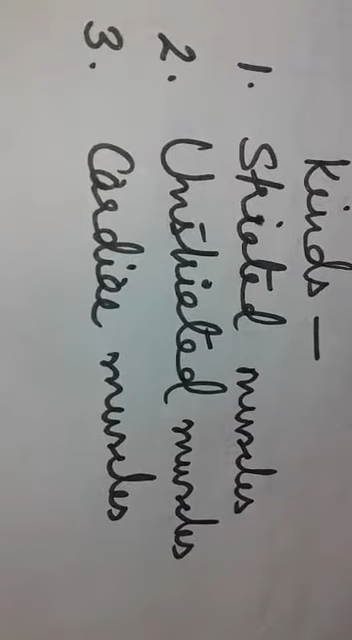 Kinds —
1. Striated muscles
2. Unstriated muscles
3. Cardiac muscles